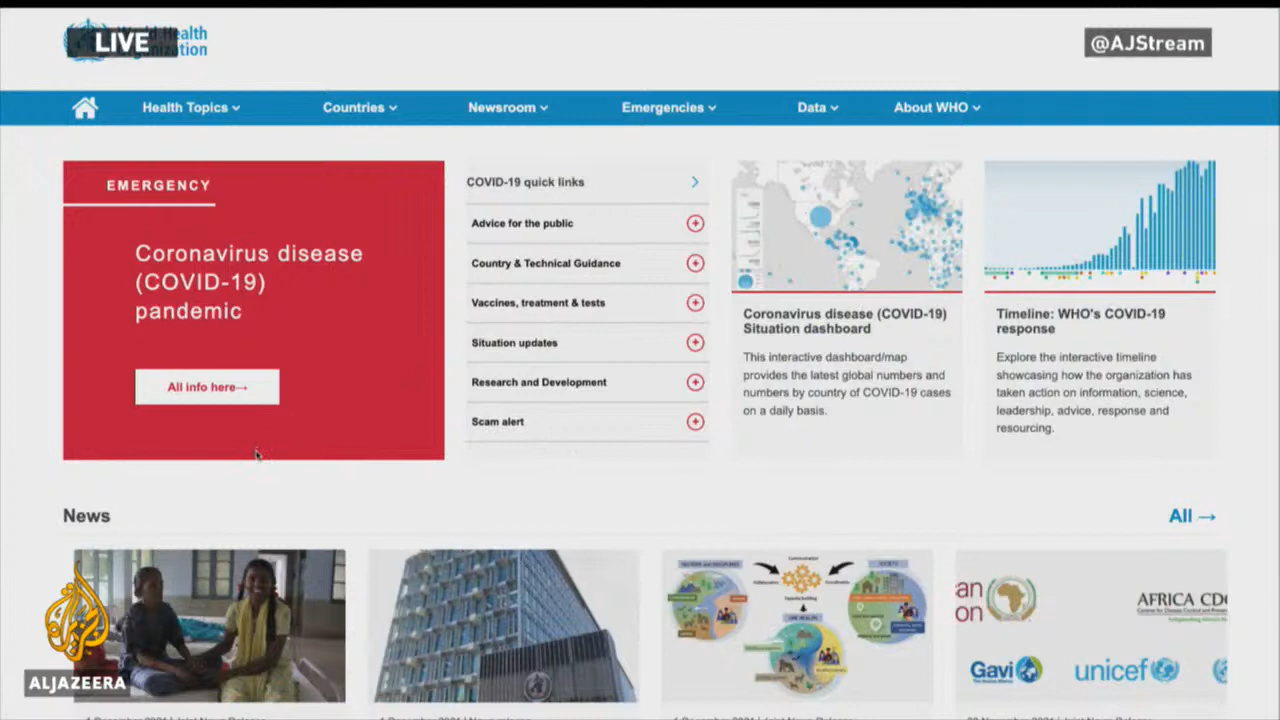 LIVE
Health
@AJStream
Health Topics
Countries
Newsroom
Emergencies
Data
About WHO
EMERGENCY
Coronavirus disease
(COVID-19)
pandemic
All info here→
COVID-19 quick links
Advice for the public
Country & Technical Guidance
Vaccines, treatment & tests
Situation updates
Research and Development
Scam alert
Coronavirus disease (COVID-19)
Situation dashboard
This interactive dashboard/map
provides the latest global numbers and
numbers by country of COVID-19 cases
on a daily basis.
Timeline: WHO's COVID-19
response
Explore the interactive timeline
showcasing how the organization has
taken action on information, science,
leadership, advice, response and
resourcing.
News
All →
AFRICA CDC
Gavi
unicef
الجزيرة
ALJAZEERA